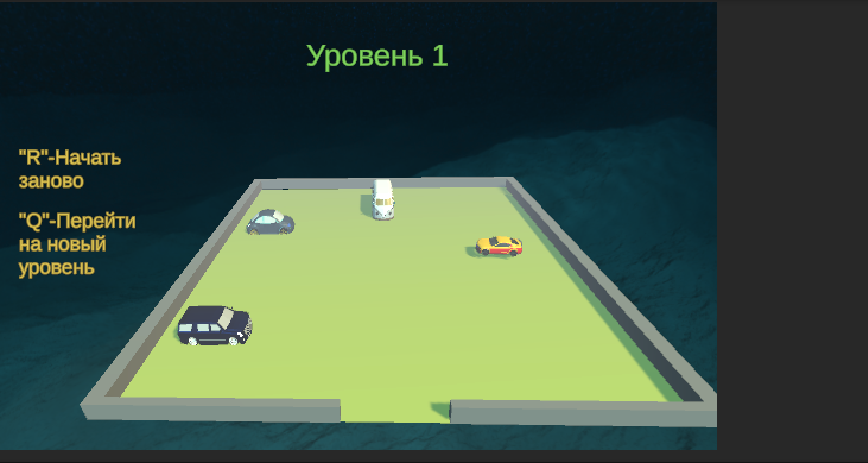 Уровень 1
"R"-Начать
заново
"Q"-Перейти
на новый
уровень